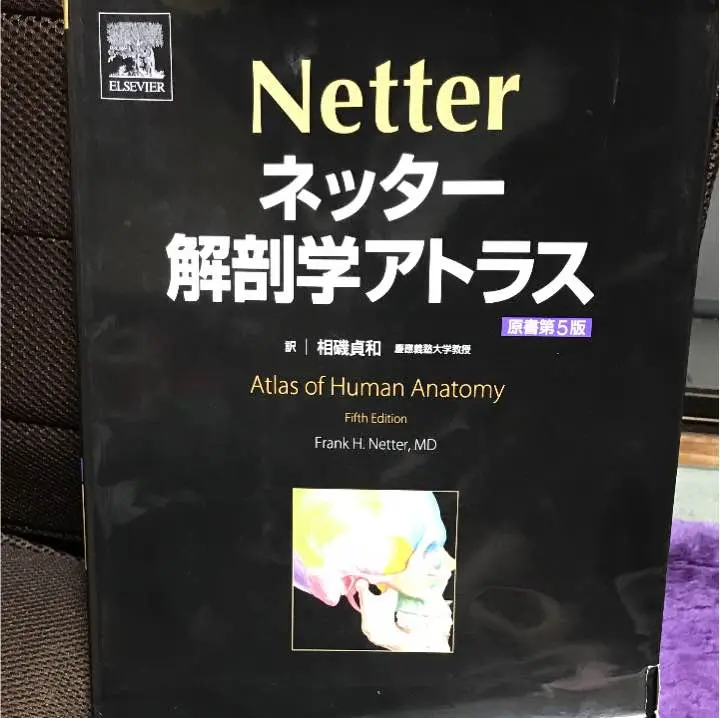 ELSEVIER
Netter
ネッター
解剖学アトラス
原書第5版
訳｜相磯貞和 慶應義塾大学教授
Atlas of Human Anatomy
Fifth Edition
Frank H. Netter, MD